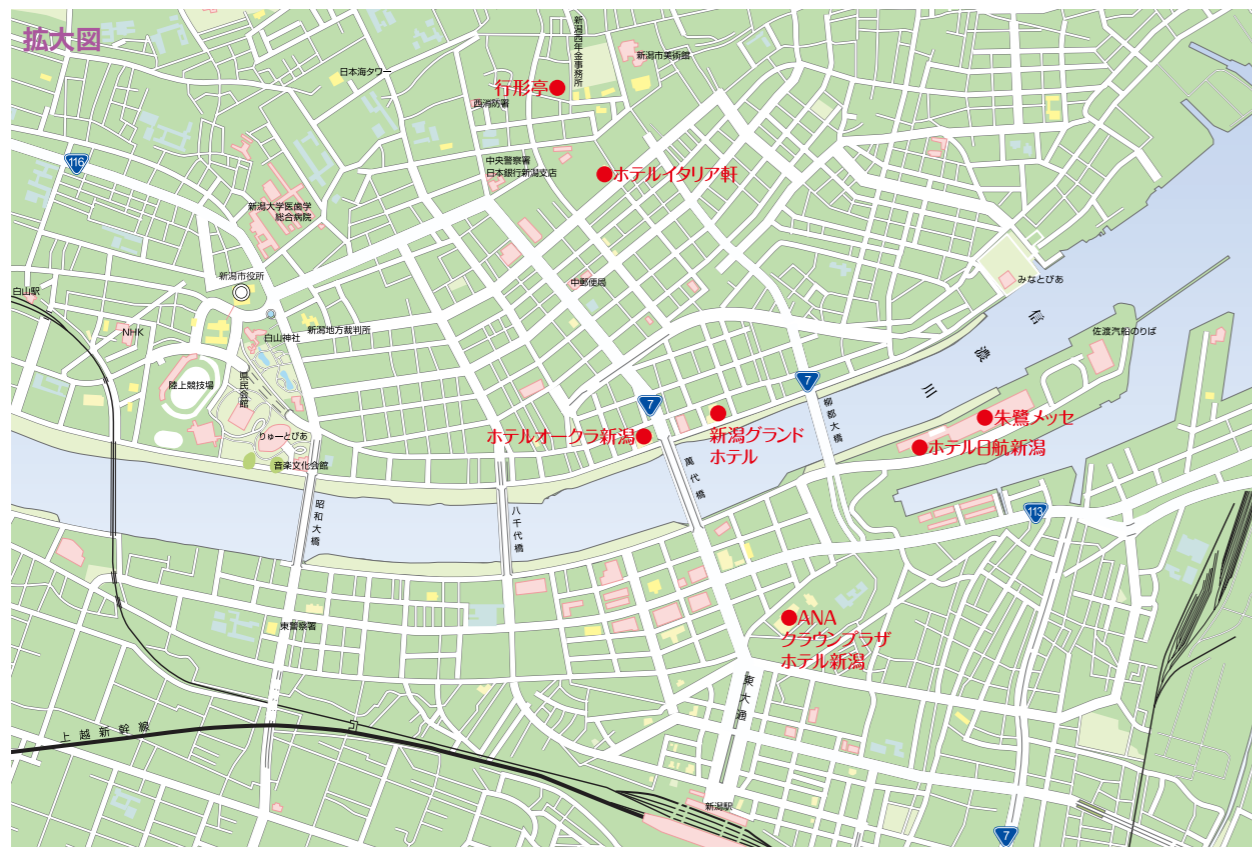 拡大図
新潟西年金事務所
新潟市美術館
日本海タワー
行形亭
西消防署
116
中央警察署
日本銀行新潟支店
ホテルイタリア軒
新潟大学医歯学
総合病院
新潟市役所
中郵便局
みなとぴあ
白山駅
NHK
白山神社
新潟地方裁判所
信濃川
佐渡汽船のりば
陸上競技場
県民会館
7
7
柳都大橋
りゅーとぴあ
音楽文化会館
ホテルオークラ新潟
新潟グランド
ホテル
朱鷺メッセ
ホテル日航新潟
萬代橋
昭和大橋
八千代橋
113
東警察署
ANA
クラウンプラザ
ホテル新潟
東大通
上越新幹線
新潟駅
7